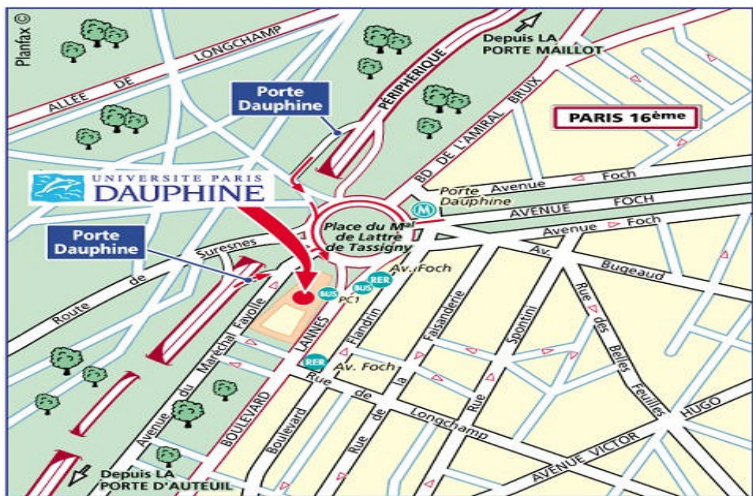 Planfax ©
ALLEE DE LONGCHAMP
Depuis LA
PORTE MAILLOT
PÉRIPHÉRIQUE
Porte
Dauphine
BD DE L'AMIRAL BRUIX
PARIS 16ème
UNIVERSITE PARIS
DAUPHINE
Porte
Dauphine
M
Avenue Foch
AVENUE FOCH
Avenue Foch
Place du Mal
de Lattre
de Tassigny
Porte
Dauphine
Route de Suresnes
Av. Bugeaud
RER
Av. Foch
BUS
BUS
PC1
RER
Av. Foch
Avenue du Maréchal Fayolle
BOULEVARD LANNES
Boulevard Flandrin
Rue de la Faisanderie
Rue Spontini
Rue des Belles Feuilles
Rue de Longchamp
AVENUE VICTOR HUGO
Depuis LA
PORTE D'AUTEUIL